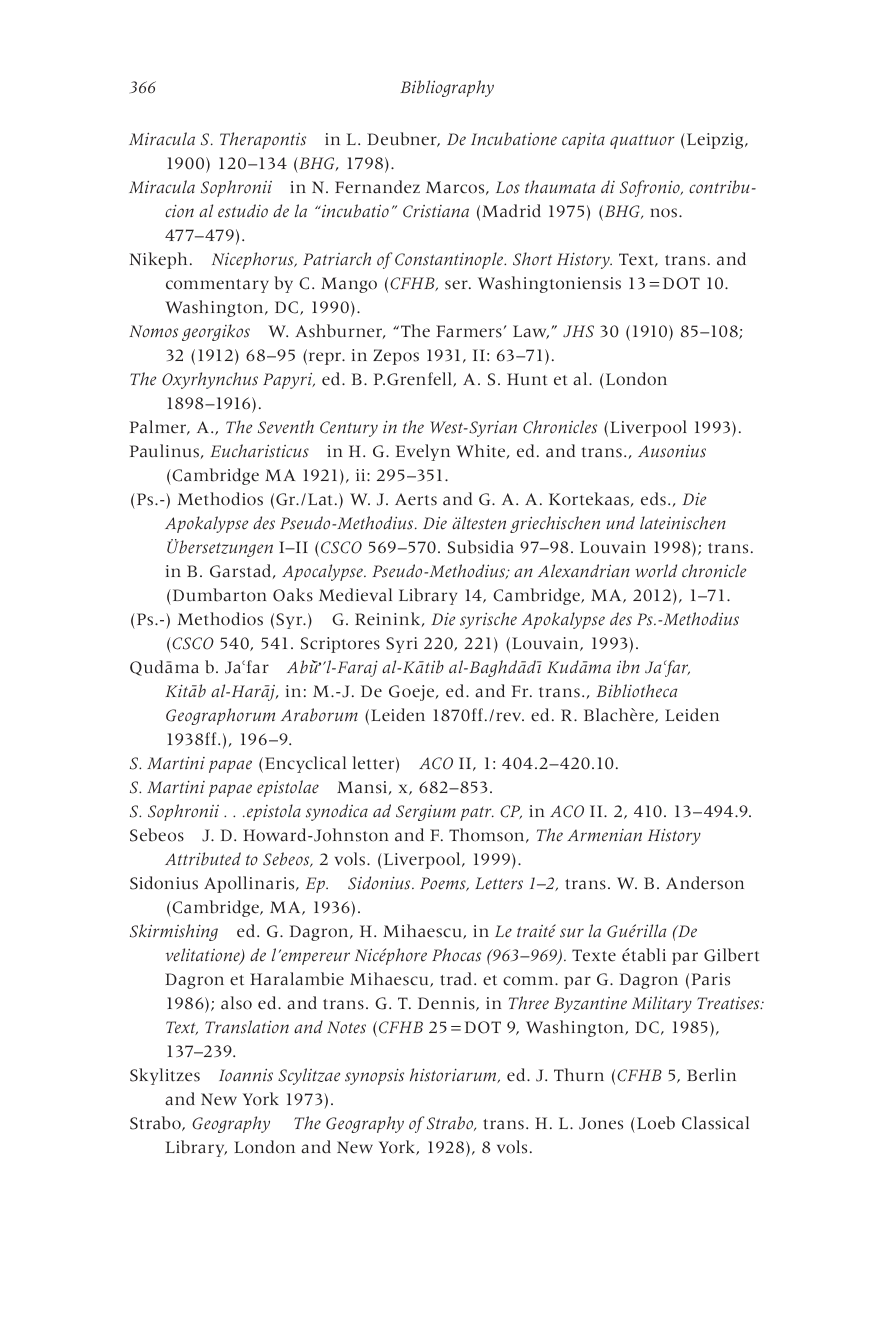 366 Bibliography
Miracula S. Therapontis in L. Deubner, De Incubatione capita quattuor (Leipzig,
1900) 120–134 (BHG, 1798).
Miracula Sophronii in N. Fernandez Marcos, Los thaumata di Sofronio, contribu-
cion al estudio de la “incubatio” Cristiana (Madrid 1975) (BHG, nos.
477–479).
Nikeph. Nicephorus, Patriarch of Constantinople. Short History. Text, trans. and
commentary by C. Mango (CFHB, ser. Washingtoniensis 13=DOT 10.
Washington, DC, 1990).
Nomos georgikos W. Ashburner, “The Farmers’ Law,” JHS 30 (1910) 85–108;
32 (1912) 68–95 (repr. in Zepos 1931, II: 63–71).
The Oxyrhynchus Papyri, ed. B. P.Grenfell, A. S. Hunt et al. (London
1898–1916).
Palmer, A., The Seventh Century in the West-Syrian Chronicles (Liverpool 1993).
Paulinus, Eucharisticus in H. G. Evelyn White, ed. and trans., Ausonius
(Cambridge MA 1921), ii: 295–351.
(Ps.-) Methodios (Gr./Lat.) W. J. Aerts and G. A. A. Kortekaas, eds., Die
Apokalypse des Pseudo-Methodius. Die ältesten griechischen und lateinischen
Übersetzungen I–II (CSCO 569–570. Subsidia 97–98. Louvain 1998); trans.
in B. Garstad, Apocalypse. Pseudo-Methodius; an Alexandrian world chronicle
(Dumbarton Oaks Medieval Library 14, Cambridge, MA, 2012), 1–71.
(Ps.-) Methodios (Syr.) G. Reinink, Die syrische Apokalypse des Ps.-Methodius
(CSCO 540, 541. Scriptores Syri 220, 221) (Louvain, 1993).
Qudāma b. Jaʿfar Abū’l-Faraj al-Kātib al-Baghdādī Kudāma ibn Jaʿfar,
Kitāb al-Harāj, in: M.-J. De Goeje, ed. and Fr. trans., Bibliotheca
Geographorum Araborum (Leiden 1870ff./rev. ed. R. Blachère, Leiden
1938ff.), 196–9.
S. Martini papae (Encyclical letter) ACO II, 1: 404.2–420.10.
S. Martini papae epistolae Mansi, x, 682–853.
S. Sophronii . . .epistola synodica ad Sergium patr. CP, in ACO II. 2, 410. 13–494.9.
Sebeos J. D. Howard-Johnston and F. Thomson, The Armenian History
Attributed to Sebeos, 2 vols. (Liverpool, 1999).
Sidonius Apollinaris, Ep. Sidonius. Poems, Letters 1–2, trans. W. B. Anderson
(Cambridge, MA, 1936).
Skirmishing ed. G. Dagron, H. Mihaescu, in Le traité sur la Guérilla (De
velitatione) de l’empereur Nicéphore Phocas (963–969). Texte établi par Gilbert
Dagron et Haralambie Mihaescu, trad. et comm. par G. Dagron (Paris
1986); also ed. and trans. G. T. Dennis, in Three Byzantine Military Treatises:
Text, Translation and Notes (CFHB 25=DOT 9, Washington, DC, 1985),
137–239.
Skylitzes Ioannis Scylitzae synopsis historiarum, ed. J. Thurn (CFHB 5, Berlin
and New York 1973).
Strabo, Geography The Geography of Strabo, trans. H. L. Jones (Loeb Classical
Library, London and New York, 1928), 8 vols.